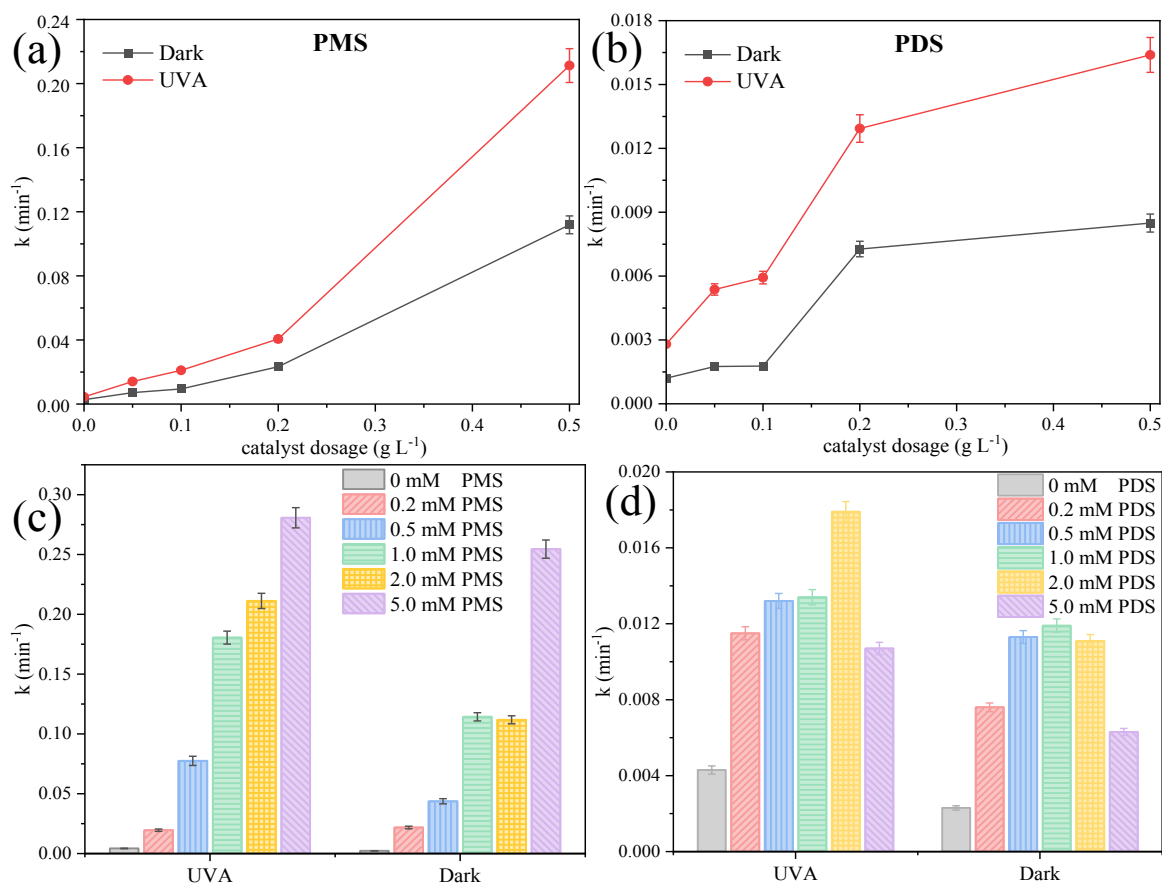 (a)
PMS
Dark
UVA
0.24
0.20
0.16
0.12
0.08
0.04
0.00
k (min⁻¹)
0.0 0.1 0.2 0.3 0.4 0.5
catalyst dosage (g L⁻¹)
(b)
PDS
Dark
UVA
0.018
0.015
0.012
0.009
0.006
0.003
0.000
k (min⁻¹)
0.0 0.1 0.2 0.3 0.4 0.5
catalyst dosage (g L⁻¹)
(c)
0 mM PMS
0.2 mM PMS
0.5 mM PMS
1.0 mM PMS
2.0 mM PMS
5.0 mM PMS
0.30
0.25
0.20
0.15
0.10
0.05
0.00
k (min⁻¹)
UVA Dark
(d)
0 mM PDS
0.2 mM PDS
0.5 mM PDS
1.0 mM PDS
2.0 mM PDS
5.0 mM PDS
0.020
0.016
0.012
0.008
0.004
0.000
k (min⁻¹)
UVA Dark